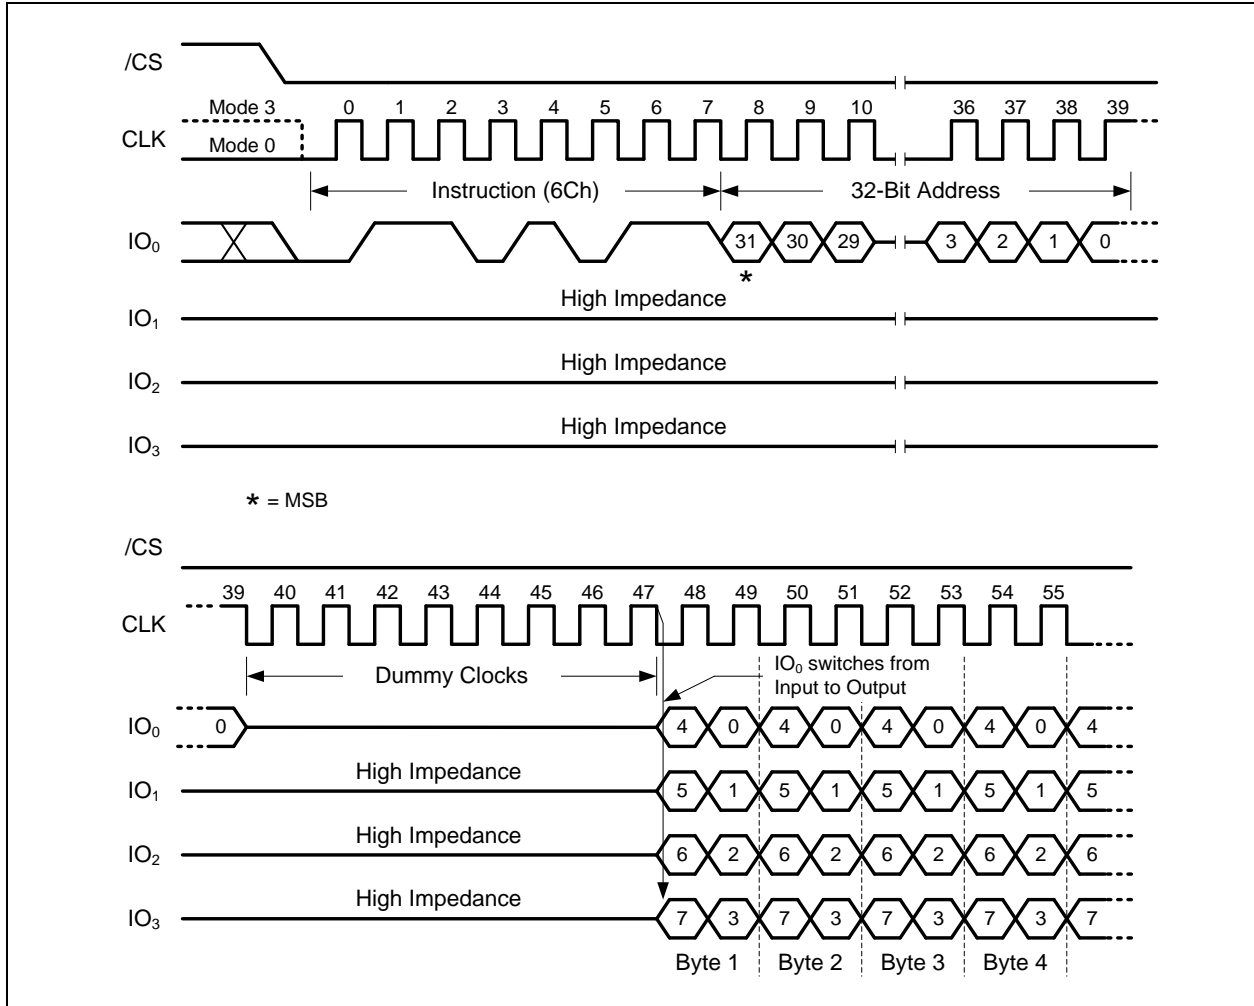 /CS
Mode 3 0 1 2 3 4 5 6 7 8 9 10 36 37 38 39
CLK
Mode 0
Instruction (6Ch) 32-Bit Address
IO₀ 31 30 29 3 2 1 0
*
High Impedance
IO₁
High Impedance
IO₂
High Impedance
IO₃
* = MSB
/CS
39 40 41 42 43 44 45 46 47 48 49 50 51 52 53 54 55
CLK
Dummy Clocks
IO₀ switches from
Input to Output
IO₀ 0 4 0 4 0 4 0 4 0 4
High Impedance
IO₁ 5 1 5 1 5 1 5 1 5
High Impedance
IO₂ 6 2 6 2 6 2 6 2 6
High Impedance
IO₃ 7 3 7 3 7 3 7 3 7
Byte 1 Byte 2 Byte 3 Byte 4